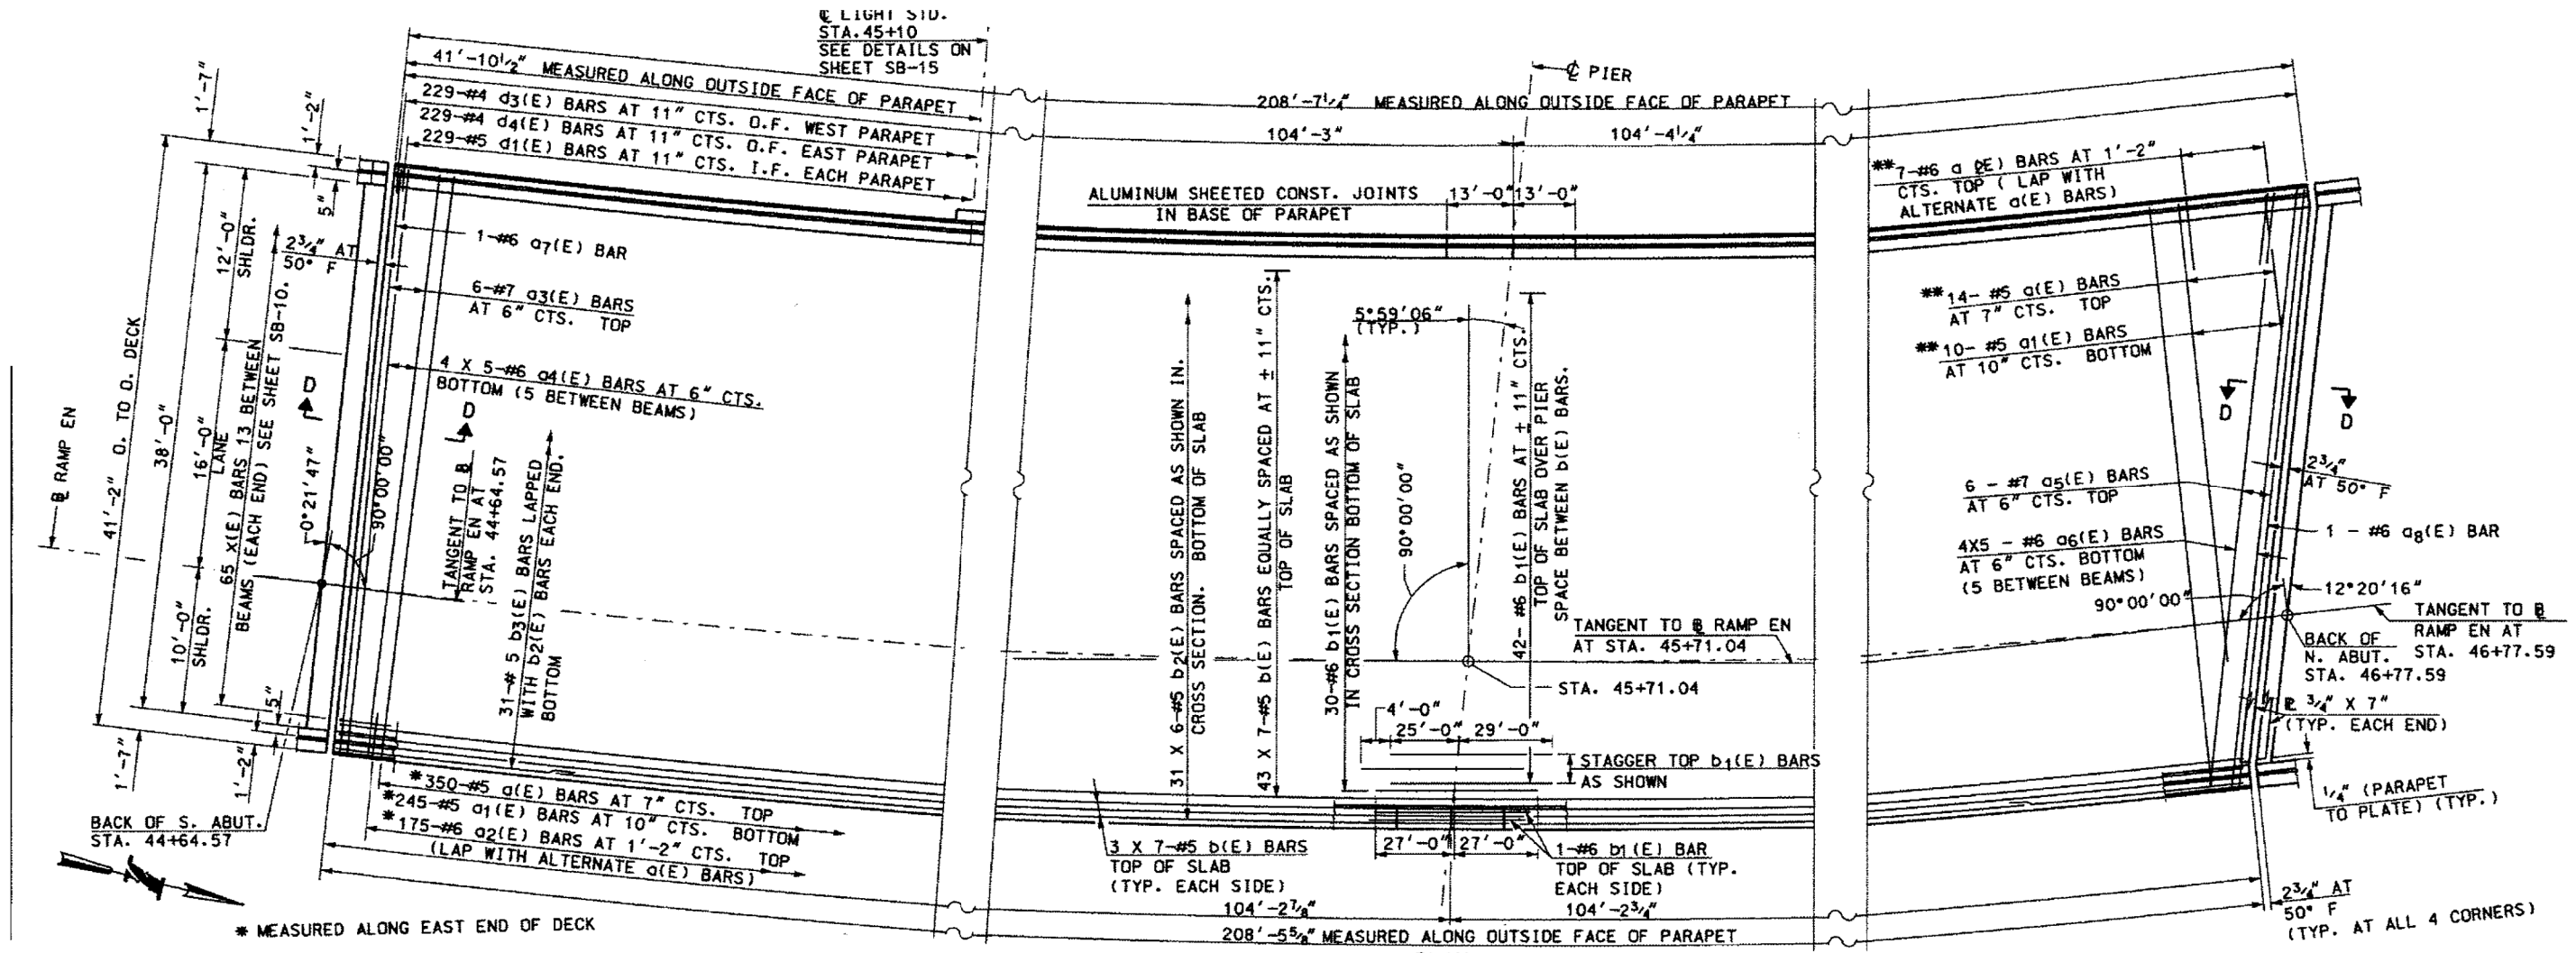 ℄ LIGHT STD.
STA.45+10
SEE DETAILS ON
SHEET SB-15
41'-10½" MEASURED ALONG OUTSIDE FACE OF PARAPET
229-#4 d3(E) BARS AT 11" CTS. O.F. WEST PARAPET
229-#4 d4(E) BARS AT 11" CTS. O.F. EAST PARAPET
229-#5 d1(E) BARS AT 11" CTS. I.F. EACH PARAPET
℄ PIER
208'-7¼" MEASURED ALONG OUTSIDE FACE OF PARAPET
104'-3"
104'-4¼"
ALUMINUM SHEETED CONST. JOINTS
IN BASE OF PARAPET
13'-0"
13'-0"
**7-#6 a (E) BARS AT 1'-2"
CTS. TOP ( LAP WITH
ALTERNATE a(E) BARS)
1'-7"
1'-2"
5"
2¾" AT
50° F
1-#6 a7(E) BAR
6-#7 a3(E) BARS
AT 6" CTS. TOP
4 X 5-#6 a4(E) BARS AT 6" CTS.
BOTTOM (5 BETWEEN BEAMS)
12'-0"
SHLDR.
16'-0"
LANE
10'-0"
SHLDR.
38'-0"
41'-2" O. TO O. DECK
65 x(E) BARS 13 BETWEEN
BEAMS (EACH END) SEE SHEET SB-10.
D
D
0°21'47"
90°00'00"
TANGENT TO ⅊
RAMP EN AT
STA. 44+64.57
31-# 5 b3(E) BARS LAPPED
WITH b2(E) BARS EACH END.
BOTTOM
⅊ RAMP EN
31 X 6-#5 b2(E) BARS SPACED AS SHOWN IN.
CROSS SECTION. BOTTOM OF SLAB
43 X 7-#5 b(E) BARS EQUALLY SPACED AT ± 11" CTS.
TOP OF SLAB
30-#6 b1(E) BARS SPACED AS SHOWN
IN CROSS SECTION BOTTOM OF SLAB
5°59'06"
(TYP.)
90°00'00"
42- #6 b1(E) BARS AT ± 11" CTS.
TOP OF SLAB OVER PIER
SPACE BETWEEN b(E) BARS.
TANGENT TO ⅊ RAMP EN
AT STA. 45+71.04
STA. 45+71.04
** 14- #5 a(E) BARS
AT 7" CTS. TOP
** 10- #5 a1(E) BARS
AT 10" CTS. BOTTOM
D
D
6 - #7 a5(E) BARS
AT 6" CTS. TOP
4X5 - #6 a6(E) BARS
AT 6" CTS. BOTTOM
(5 BETWEEN BEAMS)
90°00'00"
2¾"
AT 50° F
1 - #6 a8(E) BAR
12°20'16"
TANGENT TO ⅊
RAMP EN AT
STA. 46+77.59
BACK OF
N. ABUT.
STA. 46+77.59
℄ ¾" X 7"
(TYP. EACH END)
4'-0"
25'-0"
29'-0"
STAGGER TOP b1(E) BARS
AS SHOWN
¼" (PARAPET
TO PLATE) (TYP.)
5"
1'-7"
1'-2"
BACK OF S. ABUT.
STA. 44+64.57
*350-#5 a(E) BARS AT 7" CTS. TOP
*245-#5 a1(E) BARS AT 10" CTS. BOTTOM
*175-#6 a2(E) BARS AT 1'-2" CTS. TOP
(LAP WITH ALTERNATE a(E) BARS)
3 X 7-#5 b(E) BARS
TOP OF SLAB
(TYP. EACH SIDE)
27'-0"
27'-0"
1-#6 b1(E) BAR
TOP OF SLAB (TYP.
EACH SIDE)
104'-2⅞"
104'-2¾"
208'-5⅝" MEASURED ALONG OUTSIDE FACE OF PARAPET
2¾" AT
50° F
(TYP. AT ALL 4 CORNERS)
* MEASURED ALONG EAST END OF DECK